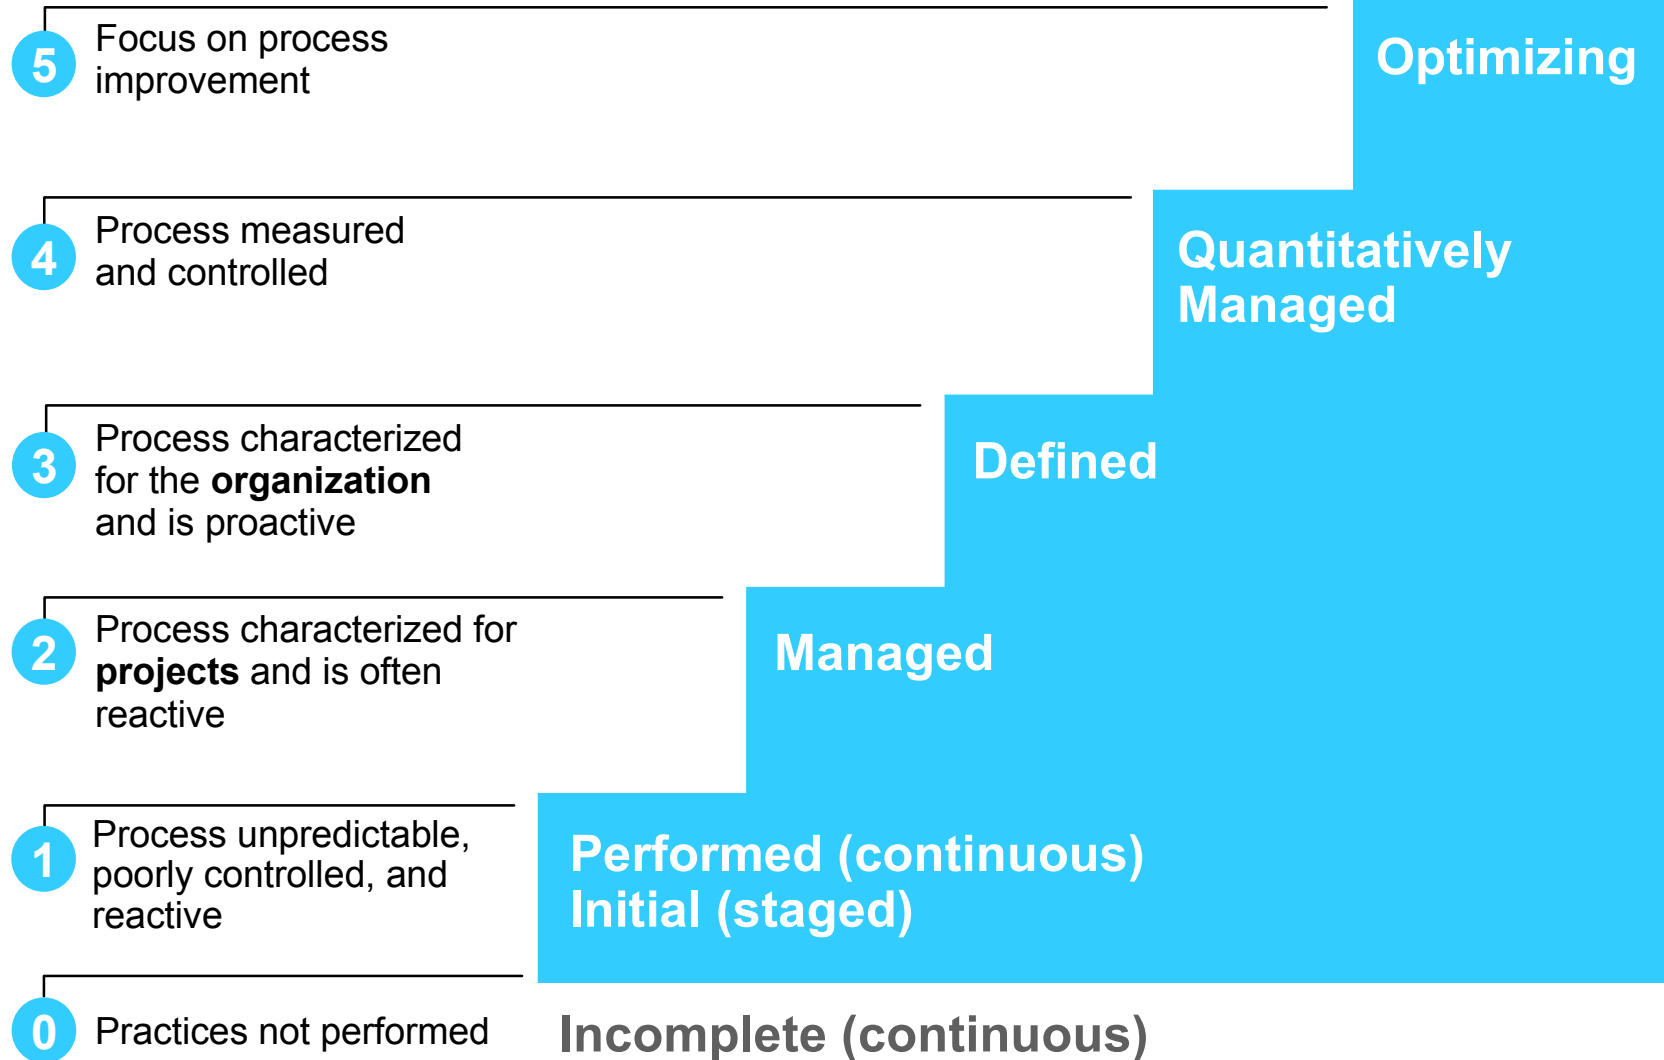 5
Focus on process
improvement
Optimizing
4
Process measured
and controlled
Quantitatively
Managed
3
Process characterized
for the organization
and is proactive
Defined
2
Process characterized for
projects and is often
reactive
Managed
1
Process unpredictable,
poorly controlled, and
reactive
Performed (continuous)
Initial (staged)
0
Practices not performed
Incomplete (continuous)